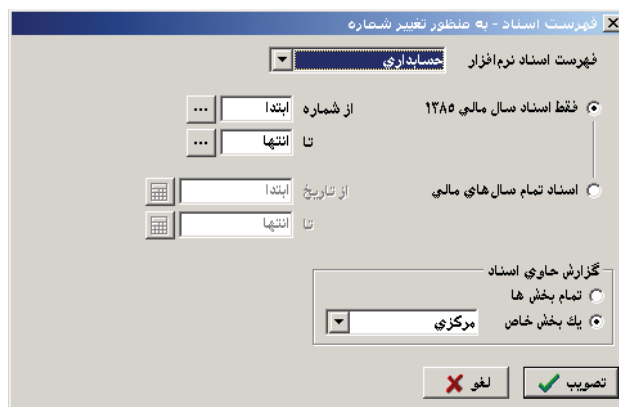 فهرست اسناد - به منظور تغيير شماره
فهرست اسناد نرم‌افزار حسابداري
فقط اسناد سال مالي ۱۳۸۵ از شماره ابتدا ...
تا انتها ...
اسناد تمام سال‌هاي مالي از تاريخ ابتدا
تا انتها
گزارش حاوي اسناد
تمام بخش ها
يك بخش خاص مركزي
تصويب لغو